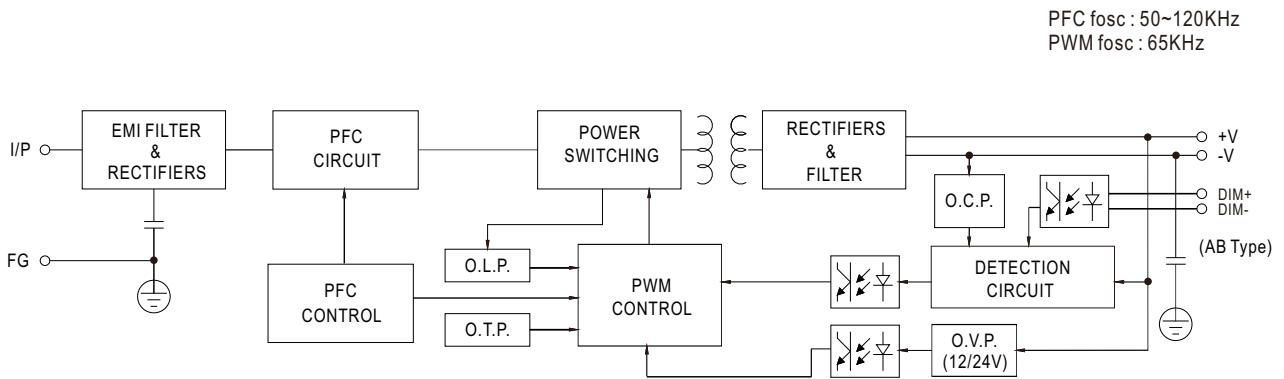 PFC fosc : 50~120KHz
PWM fosc : 65KHz
I/P
EMI FILTER
&
RECTIFIERS
PFC
CIRCUIT
POWER
SWITCHING
RECTIFIERS
&
FILTER
+V
-V
O.C.P.
DIM+
DIM-
(AB Type)
FG
O.L.P.
PFC
CONTROL
O.T.P.
PWM
CONTROL
DETECTION
CIRCUIT
O.V.P.
(12/24V)